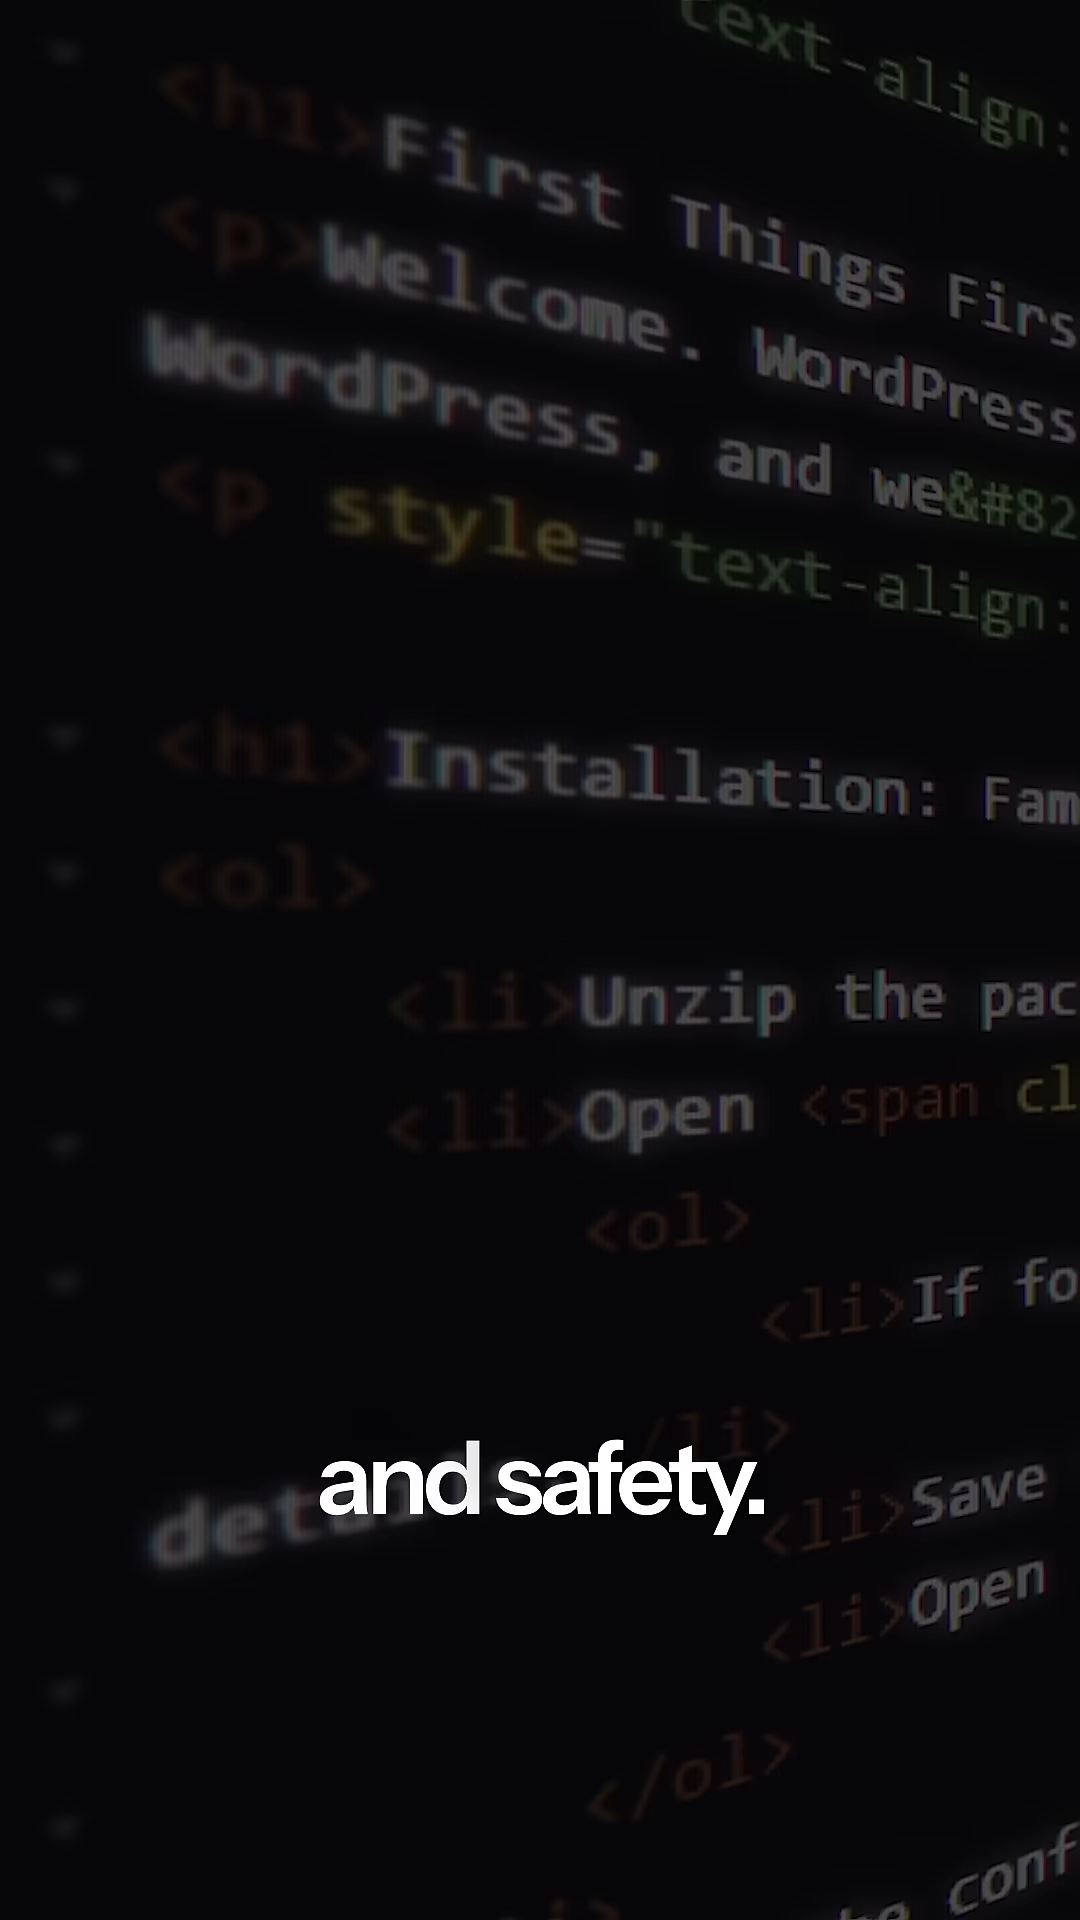 text-align:
<h1>First Things Firs
<p>Welcome. WordPress
WordPress, and we&#82
<p style="text-align:
<h1>Installation: Fam
<ol>
<li>Unzip the pac
<li>Open <span cl
<ol>
<li>If fo
/li>
and safety.
<li>Save
<li>Open
</ol>
conf